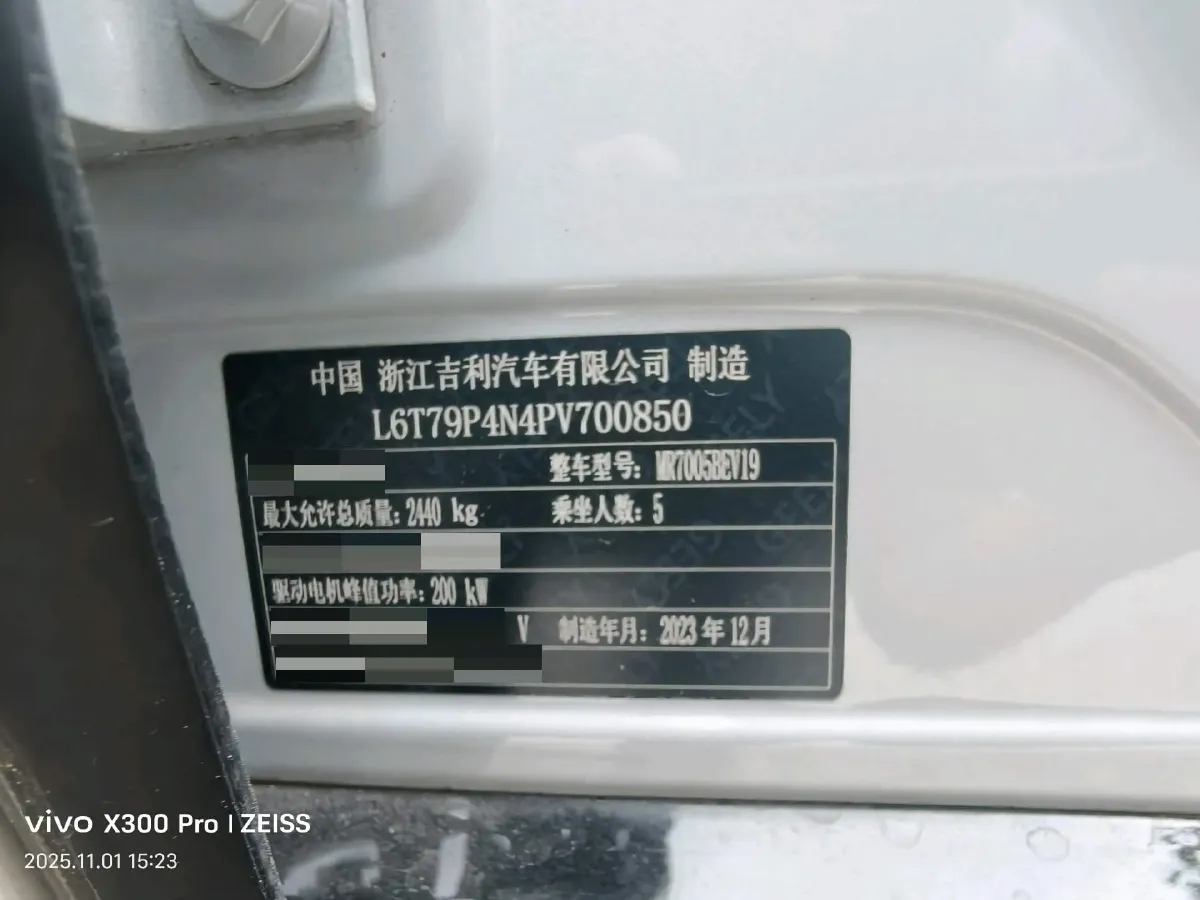 中国 浙江吉利汽车有限公司 制造
L6T79P4N4PV700850
整车型号：MR7005BEV19
最大允许总质量：2440 kg 乘坐人数：5
驱动电机峰值功率：200 kW
V 制造年月：2023 年 12 月
vivo X300 Pro | ZEISS
2025.11.01 15:23